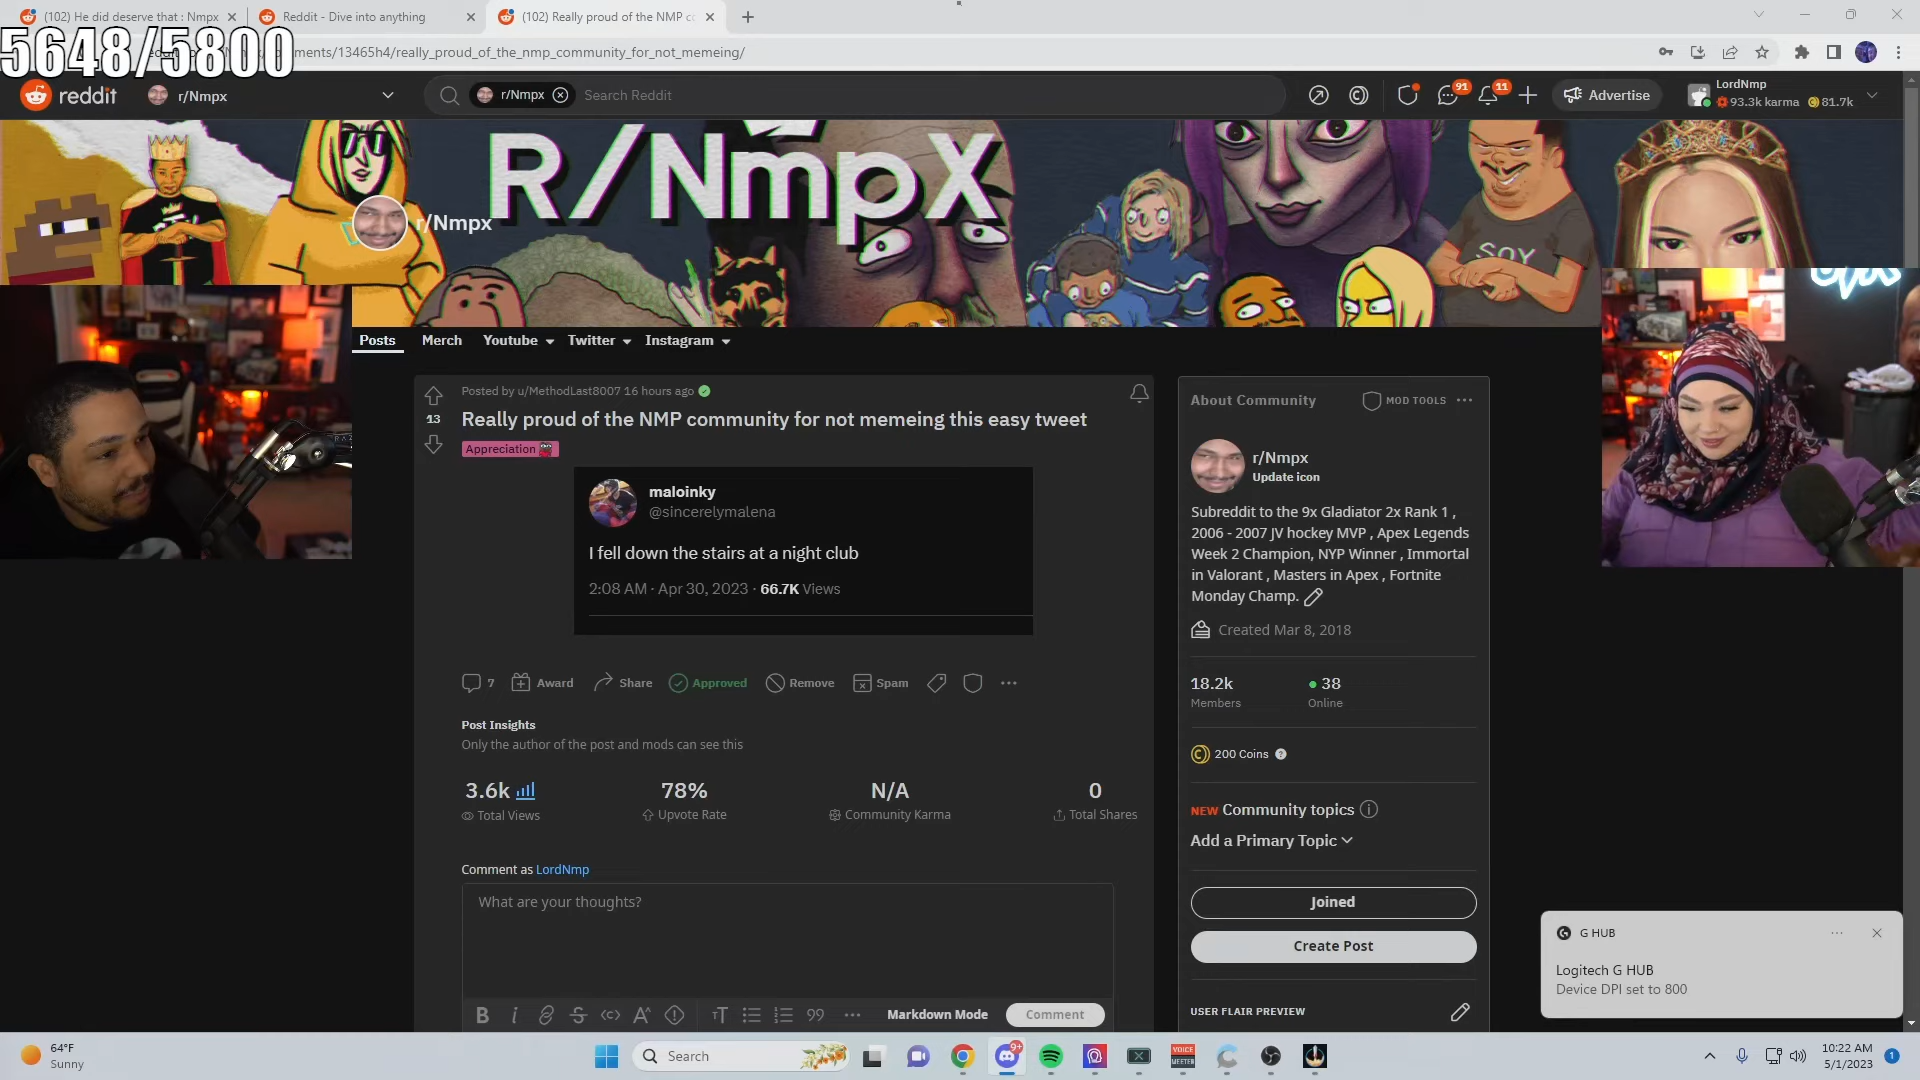 (102) He did deserve that : Nmpx
Reddit - Dive into anything
(102) Really proud of the NMP cc
5648/5800
ments/13465h4/really_proud_of_the_nmp_community_for_not_memeing/
reddit
r/Nmpx
r/Nmpx
Search Reddit
91
11
Advertise
LordNmp
93.3k karma
81.7k
R/NmpX
r/Nmpx
SOY
Posts
Merch
Youtube
Twitter
Instagram
Posted by u/MethodLast8007 16 hours ago
13
Really proud of the NMP community for not memeing this easy tweet
Appreciation
maloinky
@sincerelymalena
I fell down the stairs at a night club
2:08 AM · Apr 30, 2023 · 66.7K Views
7
Award
Share
Approved
Remove
Spam
Post Insights
Only the author of the post and mods can see this
3.6k
78%
N/A
0
Total Views
Upvote Rate
Community Karma
Total Shares
Comment as LordNmp
What are your thoughts?
Markdown Mode
Comment
About Community
MOD TOOLS
r/Nmpx
Update icon
Subreddit to the 9x Gladiator 2x Rank 1 ,
2006 - 2007 JV hockey MVP , Apex Legends
Week 2 Champion, NYP Winner , Immortal
in Valorant , Masters in Apex , Fortnite
Monday Champ.
Created Mar 8, 2018
18.2k
38
Members
Online
200 Coins
NEW Community topics
Add a Primary Topic
Joined
Create Post
USER FLAIR PREVIEW
G HUB
Logitech G HUB
Device DPI set to 800
64°F
Sunny
Search
9+
VOICE
MEETER
10:22 AM
5/1/2023
1